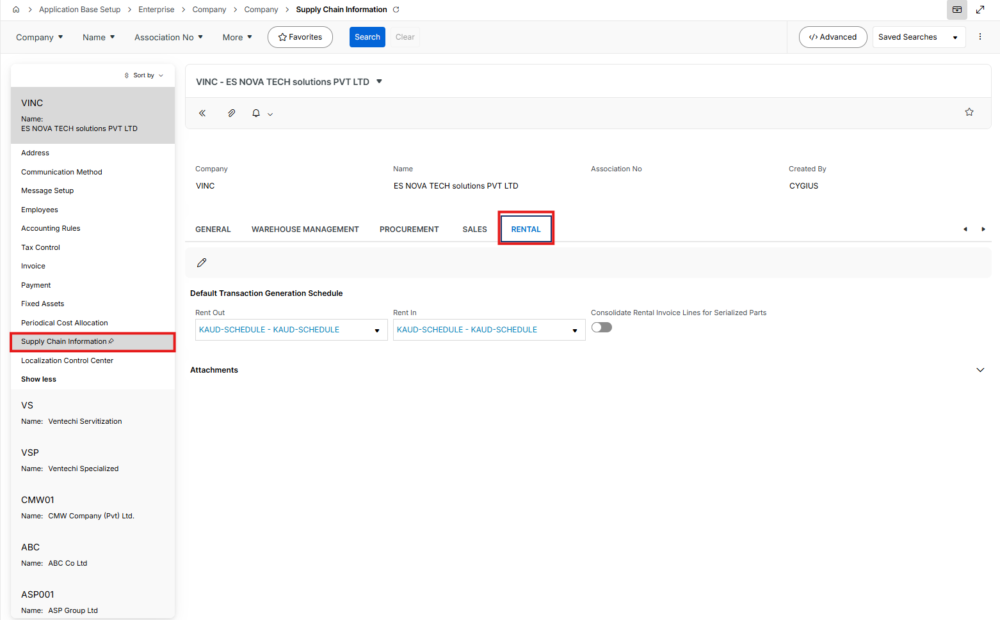 Application Base Setup > Enterprise > Company > Company > Supply Chain Information
Company Name Association No More Favorites Search Clear </> Advanced Saved Searches
Sort by
VINC
Name:
ES NOVA TECH solutions PVT LTD
Address
Communication Method
Message Setup
Employees
Accounting Rules
Tax Control
Invoice
Payment
Fixed Assets
Periodical Cost Allocation
Supply Chain Information
Localization Control Center
Show less
VS
Name: Ventechi Servitization
VSP
Name: Ventechi Specialized
CMW01
Name: CMW Company (Pvt) Ltd.
ABC
Name: ABC Co Ltd
ASP001
Name: ASP Group Ltd
VINC - ES NOVA TECH solutions PVT LTD
Company Name Association No Created By
VINC ES NOVA TECH solutions PVT LTD CYGIUS
GENERAL WAREHOUSE MANAGEMENT PROCUREMENT SALES RENTAL
Default Transaction Generation Schedule
Rent Out Rent In Consolidate Rental Invoice Lines for Serialized Parts
KAUD-SCHEDULE - KAUD-SCHEDULE KAUD-SCHEDULE - KAUD-SCHEDULE
Attachments